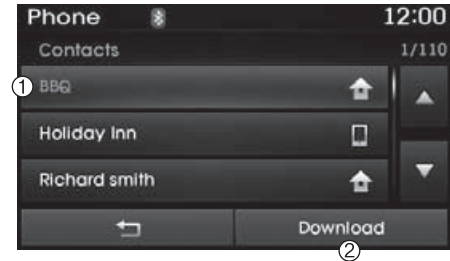 Phone 12:00
Contacts 1/110
1 BBQ
Holiday Inn
Richard smith
Download
2